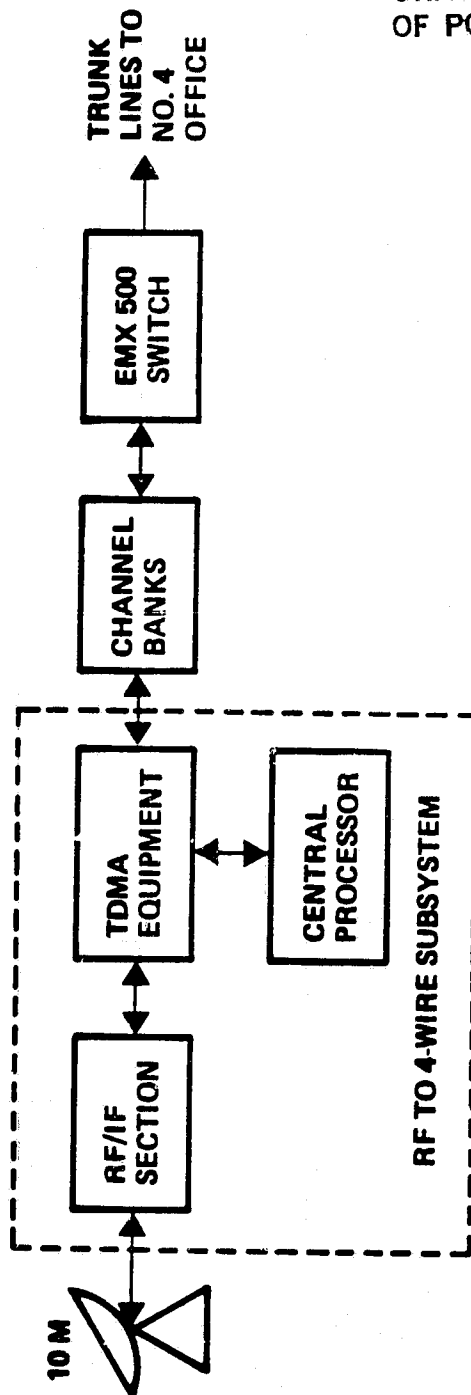 10 M
RF/IF
SECTION
TDMA
EQUIPMENT
CENTRAL
PROCESSOR
RF TO 4-WIRE SUBSYSTEM
CHANNEL
BANKS
EMX 500
SWITCH
TRUNK
LINES TO
NO. 4
OFFICE
OF